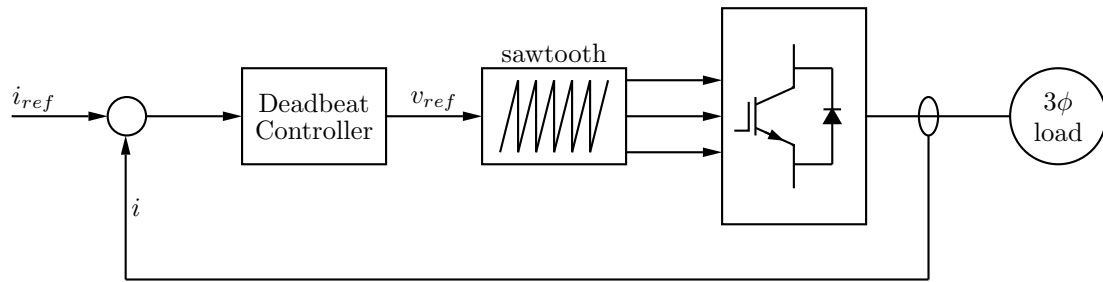 sawtooth
i_ref
Deadbeat
Controller
v_ref
3ϕ
load
i